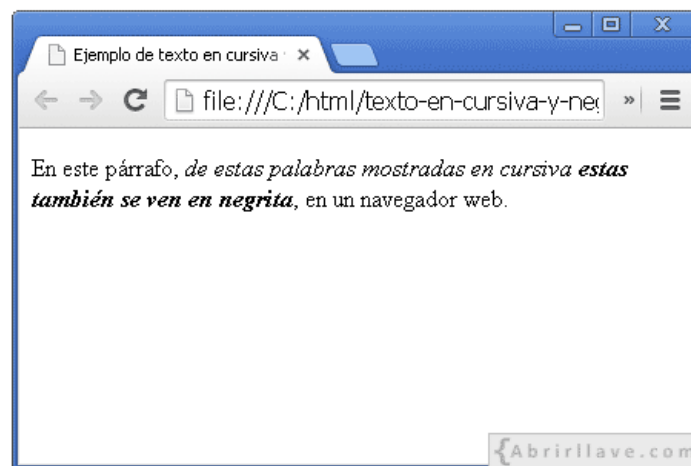 Ejemplo de texto en cursiva
file:///C:/html/texto-en-cursiva-y-neg
»
En este párrafo, de estas palabras mostradas en cursiva estas
también se ven en negrita, en un navegador web.
{Abrirllave.com